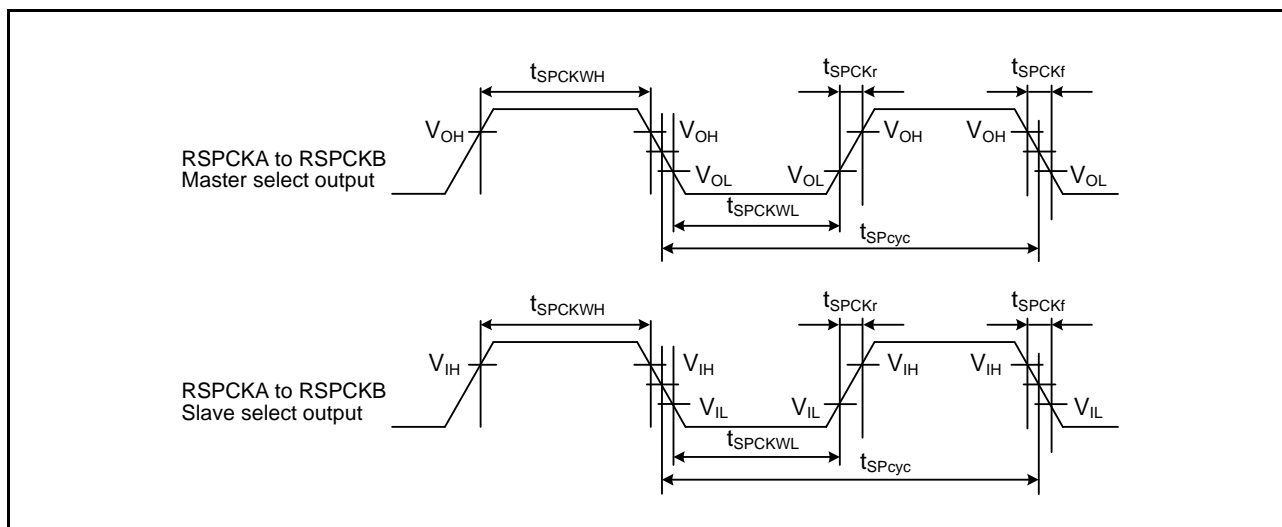 tSPCKWH
tSPCKr
tSPCKf
VOH
VOH
VOH
VOH
RSPCKA to RSPCKB
Master select output
VOL
VOL
VOL
tSPCKWL
tSPcyc
tSPCKWH
tSPCKr
tSPCKf
VIH
VIH
VIH
VIH
RSPCKA to RSPCKB
Slave select output
VIL
VIL
VIL
tSPCKWL
tSPcyc